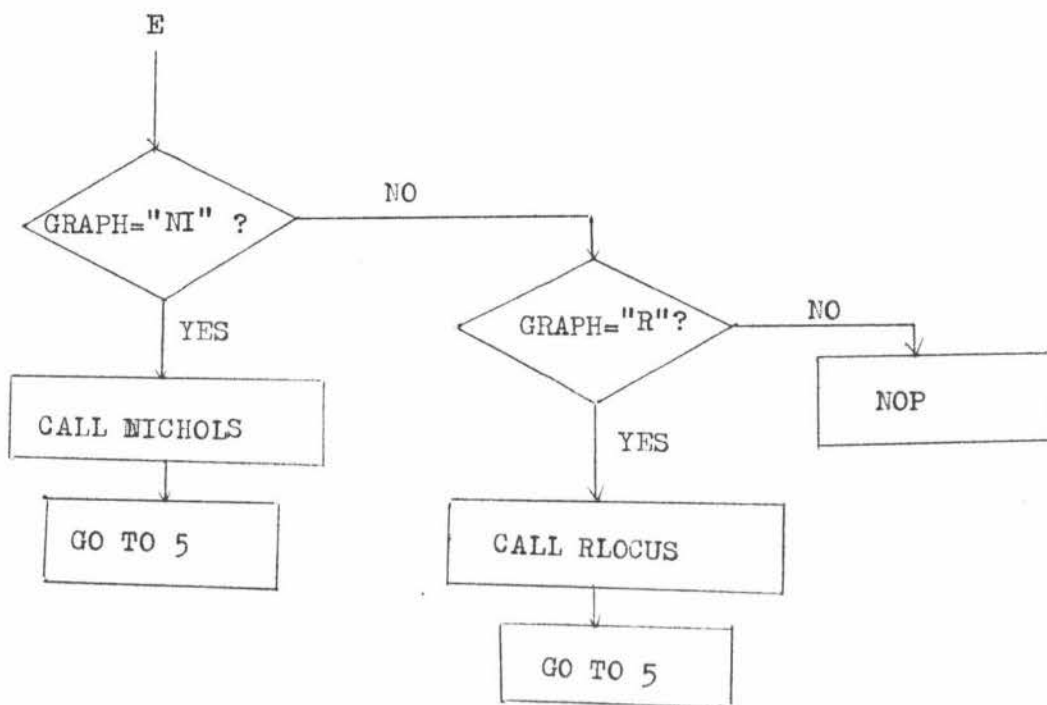 E
GRAPH="NI" ?
NO
YES
GRAPH="R"?
NO
CALL NICHOLS
NOP
YES
GO TO 5
CALL RLOCUS
GO TO 5